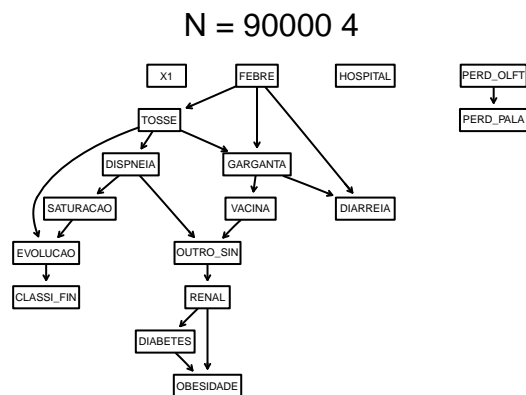 N = 90000 4
X1
FEBRE
HOSPITAL
PERD_OLFT
TOSSE
PERD_PALA
DISPNEIA
GARGANTA
SATURACAO
VACINA
DIARREIA
EVOLUCAO
OUTRO_SIN
CLASSI_FIN
RENAL
DIABETES
OBESIDADE